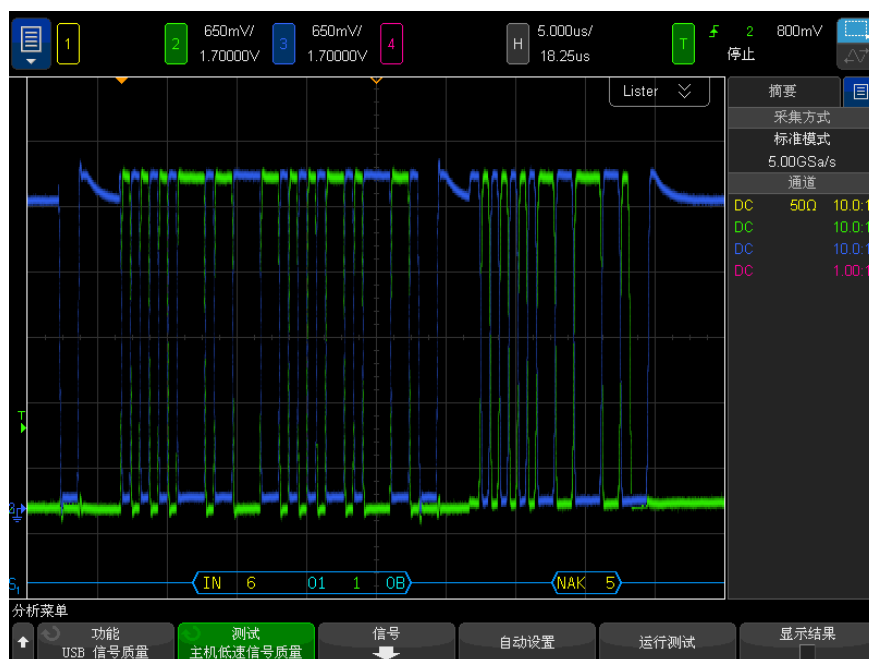 1
2 650mV/ 1.70000V
3 650mV/ 1.70000V
4
H 5.000us/ 18.25us
T 2 800mV
停止
Lister
摘要
采集方式
标准模式
5.00GSa/s
通道
DC 50Ω 10.0:1
DC 10.0:1
DC 10.0:1
DC 1.00:1
T
2
S1
IN 6 01 1 0B
NAK 5
分析菜单
功能
USB 信号质量
测试
主机低速信号质量
信号
自动设置
运行测试
显示结果